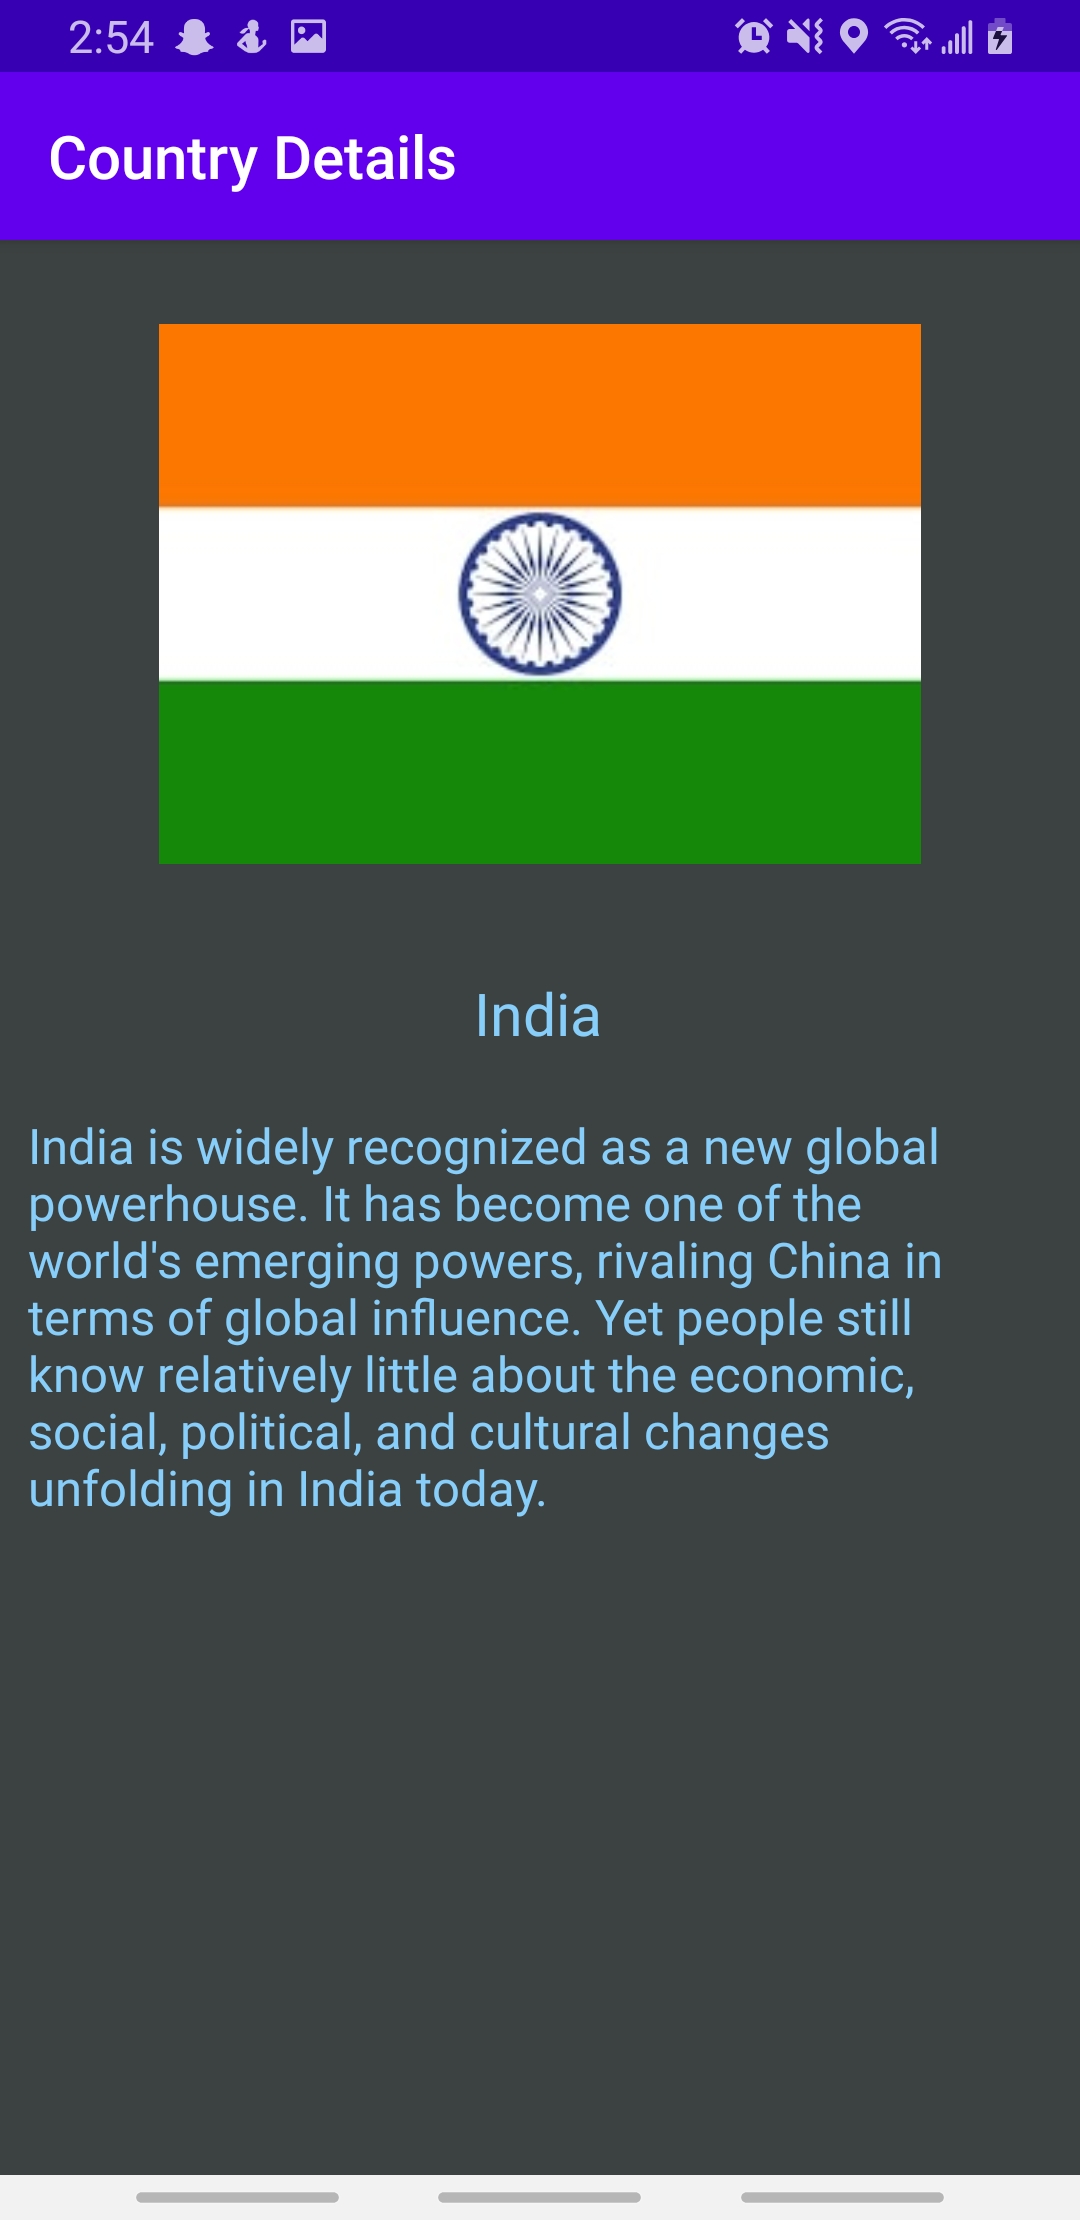 2:54
Country Details
India
India is widely recognized as a new global
powerhouse. It has become one of the
world's emerging powers, rivaling China in
terms of global influence. Yet people still
know relatively little about the economic,
social, political, and cultural changes
unfolding in India today.